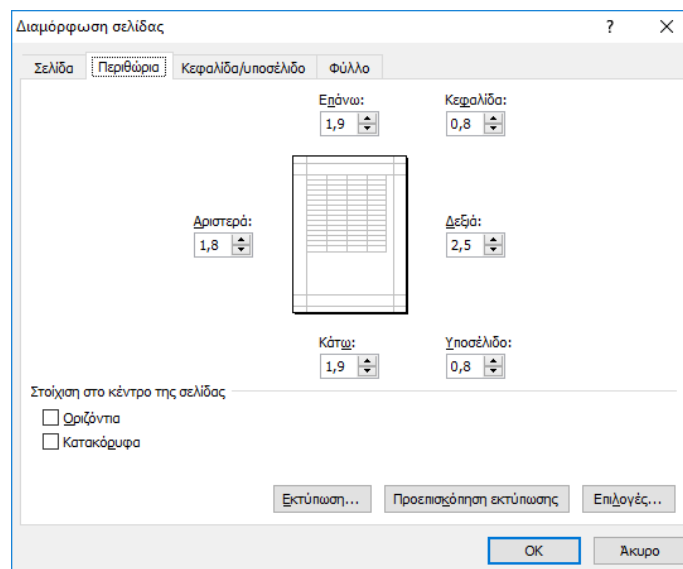 Διαμόρφωση σελίδας ? X
Σελίδα Περιθώρια Κεφαλίδα/υποσέλιδο Φύλλο
Επάνω: Κεφαλίδα:
1,9 0,8
Αριστερά: Δεξιά:
1,8 2,5
Κάτω: Υποσέλιδο:
1,9 0,8
Στοίχιση στο κέντρο της σελίδας
Οριζόντια
Κατακόρυφα
Εκτύπωση... Προεπισκόπηση εκτύπωσης Επιλογές...
OK Άκυρο